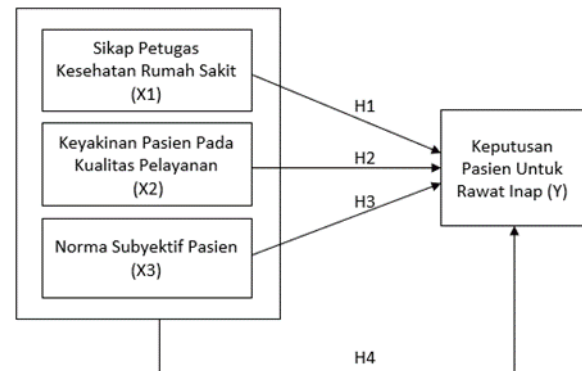 Sikap Petugas
Kesehatan Rumah Sakit
(X1)
Keyakinan Pasien Pada
Kualitas Pelayanan
(X2)
Norma Subyektif Pasien
(X3)
H1
H2
H3
Keputusan
Pasien Untuk
Rawat Inap (Y)
H4